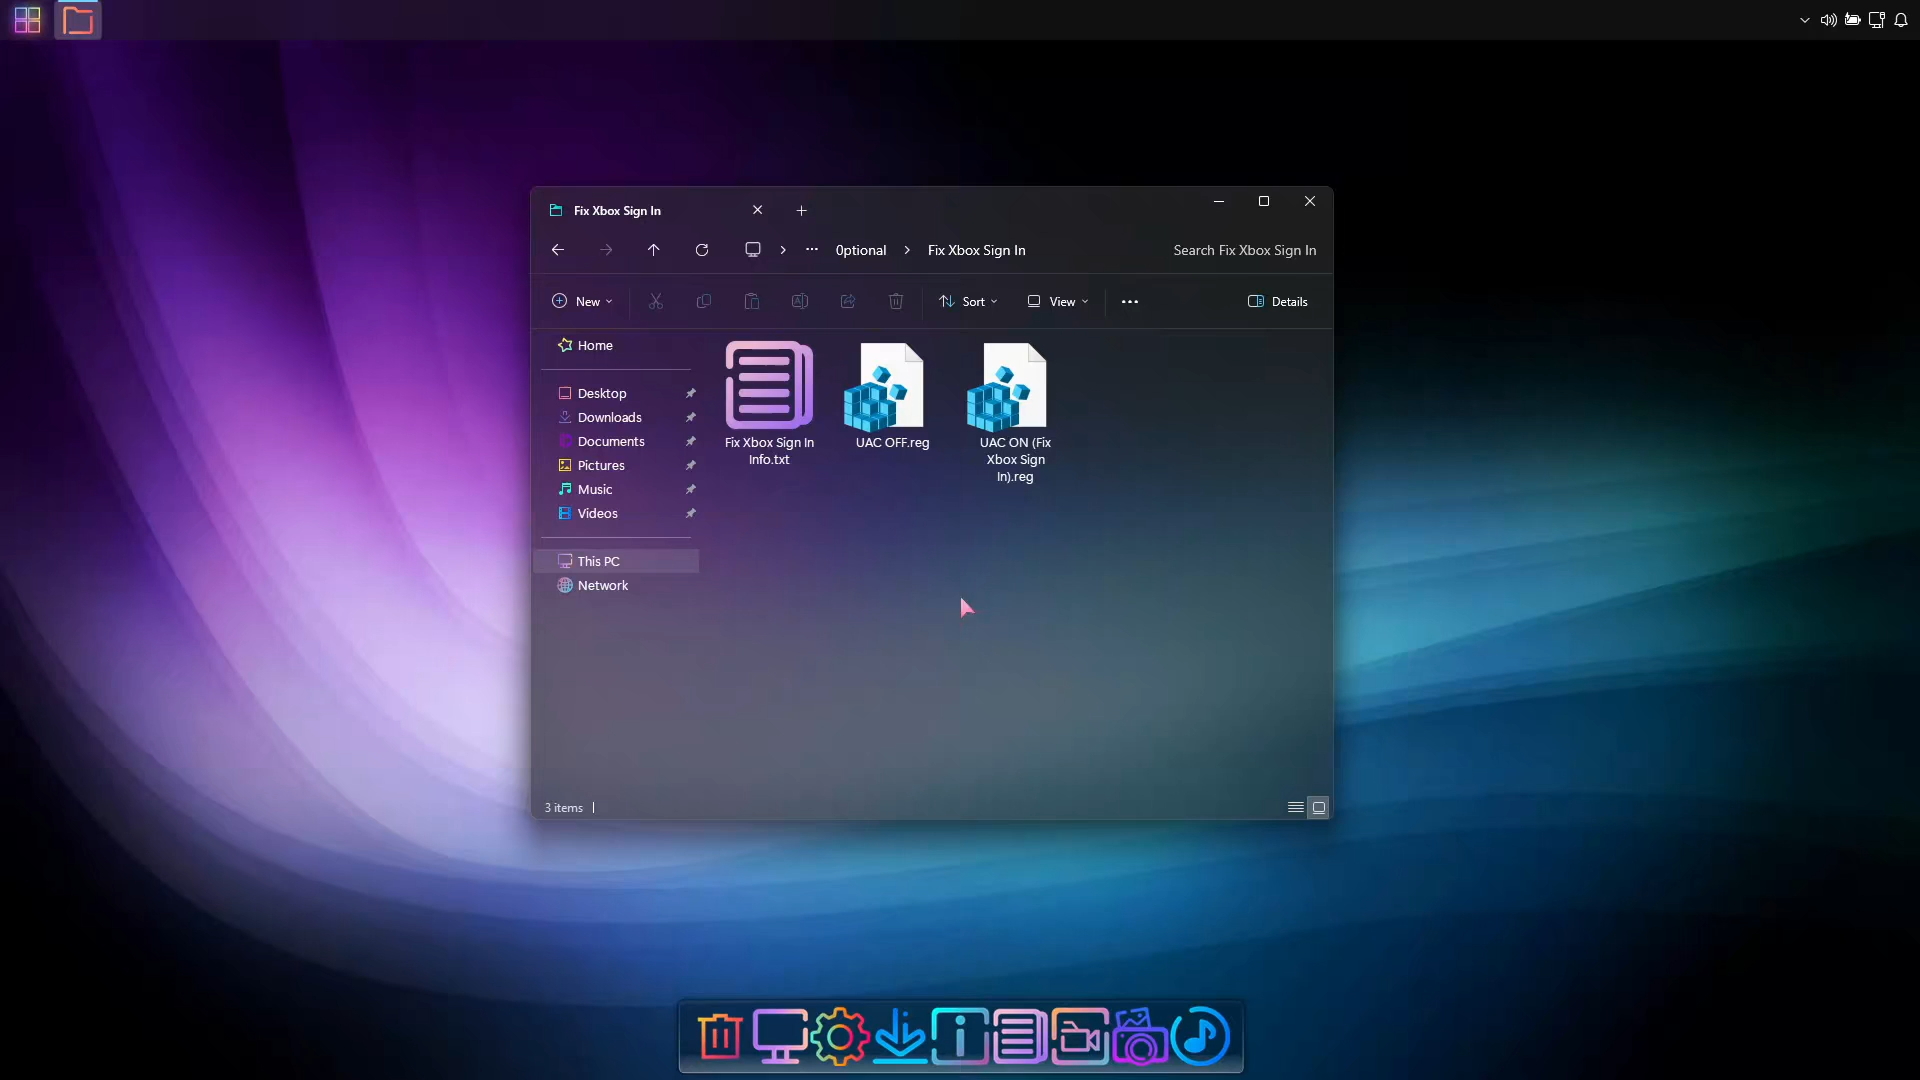 Fix Xbox Sign In
0ptional
Fix Xbox Sign In
Search Fix Xbox Sign In
New
Sort
View
Details
Home
Desktop
Downloads
Documents
Pictures
Music
Videos
This PC
Network
Fix Xbox Sign In
Info.txt
UAC OFF.reg
UAC ON (Fix
Xbox Sign
In).reg
3 items